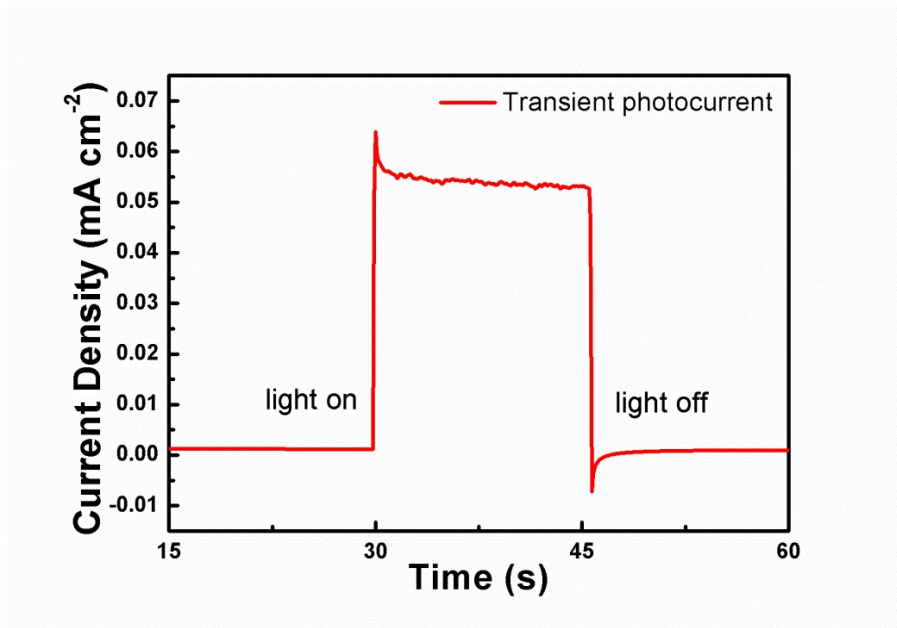 Transient photocurrent
Current Density (mA cm⁻²)
0.07
0.06
0.05
0.04
0.03
0.02
0.01
0.00
-0.01
light on
light off
15
30
45
60
Time (s)